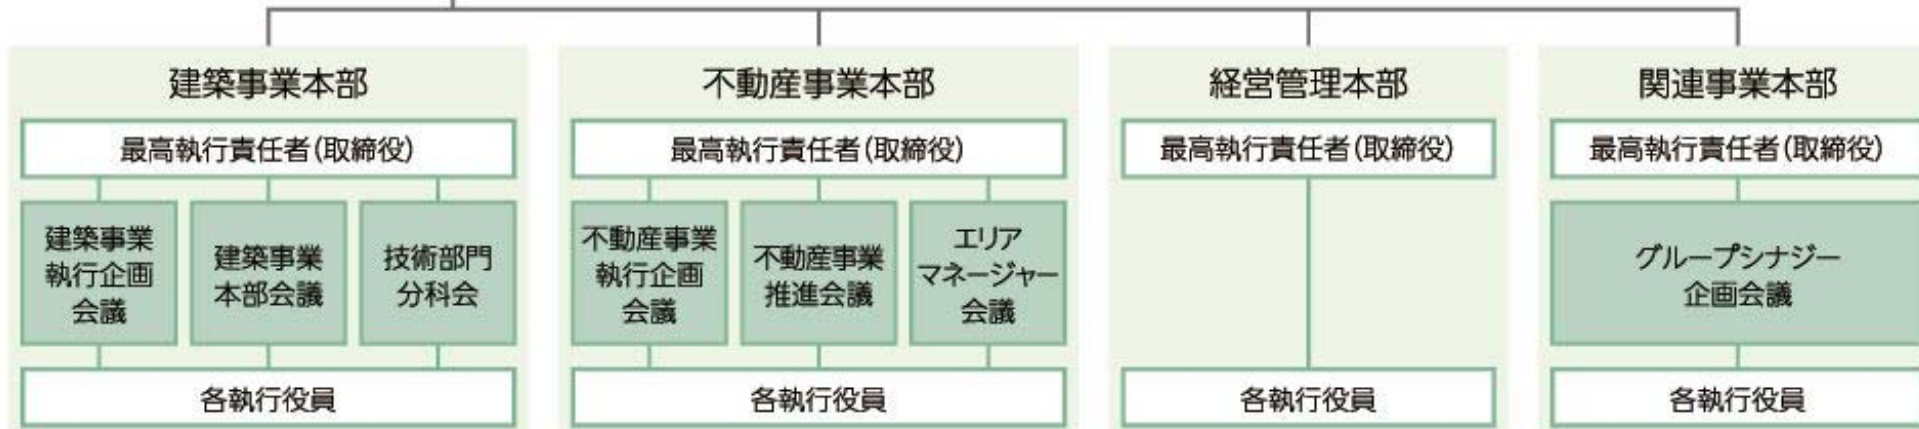 建築事業本部
最高執行責任者(取締役)
建築事業
執行企画
会議
建築事業
本部会議
技術部門
分科会
各執行役員
不動産事業本部
最高執行責任者(取締役)
不動産事業
執行企画
会議
不動産事業
推進会議
エリア
マネージャー
会議
各執行役員
経営管理本部
最高執行責任者(取締役)
各執行役員
関連事業本部
最高執行責任者(取締役)
グループシナジー
企画会議
各執行役員